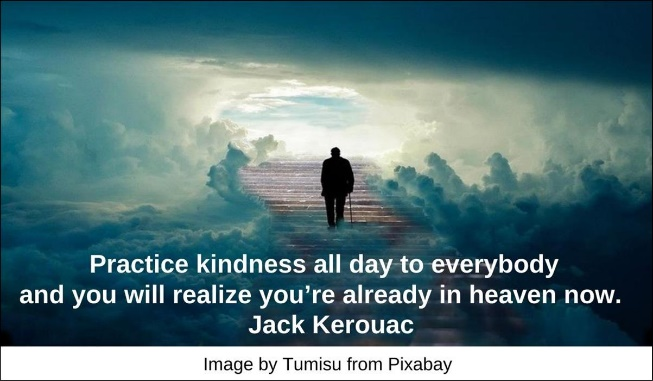 Practice kindness all day to everybody
and you will realize you’re already in heaven now.
Jack Kerouac
Image by Tumisu from Pixabay